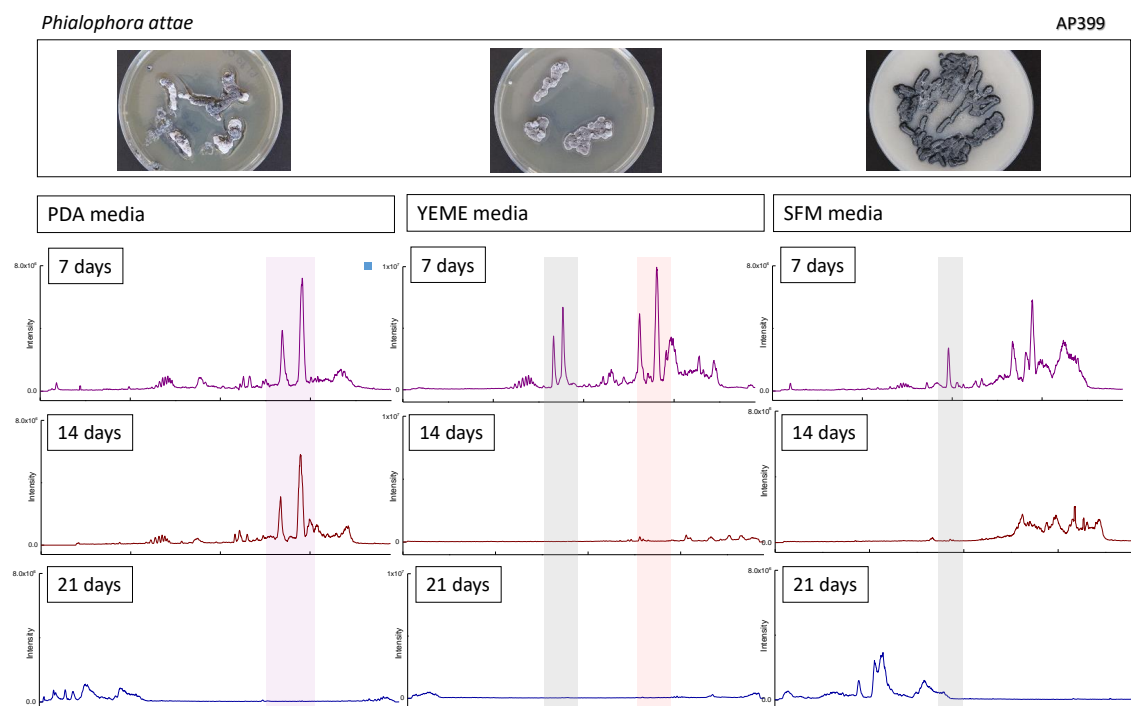 Phialophora attae
AP399
PDA media
YEME media
SFM media
7 days
8.0x10⁶
Intensity
0.0
7 days
1x10⁷
Intensity
0
7 days
8.0x10⁶
Intensity
0.0
14 days
8.0x10⁶
Intensity
0.0
14 days
1x10⁷
Intensity
0
14 days
8.0x10⁶
Intensity
0.0
21 days
8.0x10⁶
Intensity
0.0
21 days
1x10⁷
Intensity
0
21 days
8.0x10⁶
Intensity
0.0